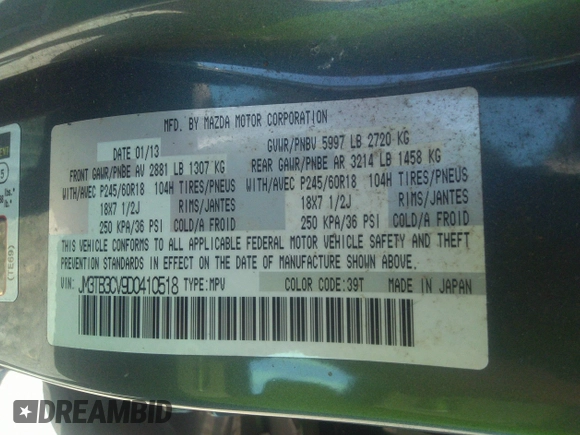 MFD. BY MAZDA MOTOR CORPORATION
DATE 01/13 GVWR/PNBV 5997 LB 2720 KG
FRONT GAWR/PNBE AV 2881 LB 1307 KG REAR GAWR/PNBE AR 3214 LB 1458 KG
WITH/AVEC P245/60R18 104H TIRES/PNEUS WITH/AVEC P245/60R18 104H TIRES/PNEUS
18X7 1/2J RIMS/JANTES 18X7 1/2J RIMS/JANTES
250 KPA/36 PSI COLD/A FROID 250 KPA/36 PSI COLD/A FROID
THIS VEHICLE CONFORMS TO ALL APPLICABLE FEDERAL MOTOR VEHICLE SAFETY AND THEFT
PREVENTION STANDARDS IN EFFECT ON THE DATE OF MANUFACTURE SHOWN ABOVE.
VIN: JM3TB3CV9D0410518 TYPE:MPV COLOR CODE:39T MADE IN JAPAN
(TE69)
DREAMBID